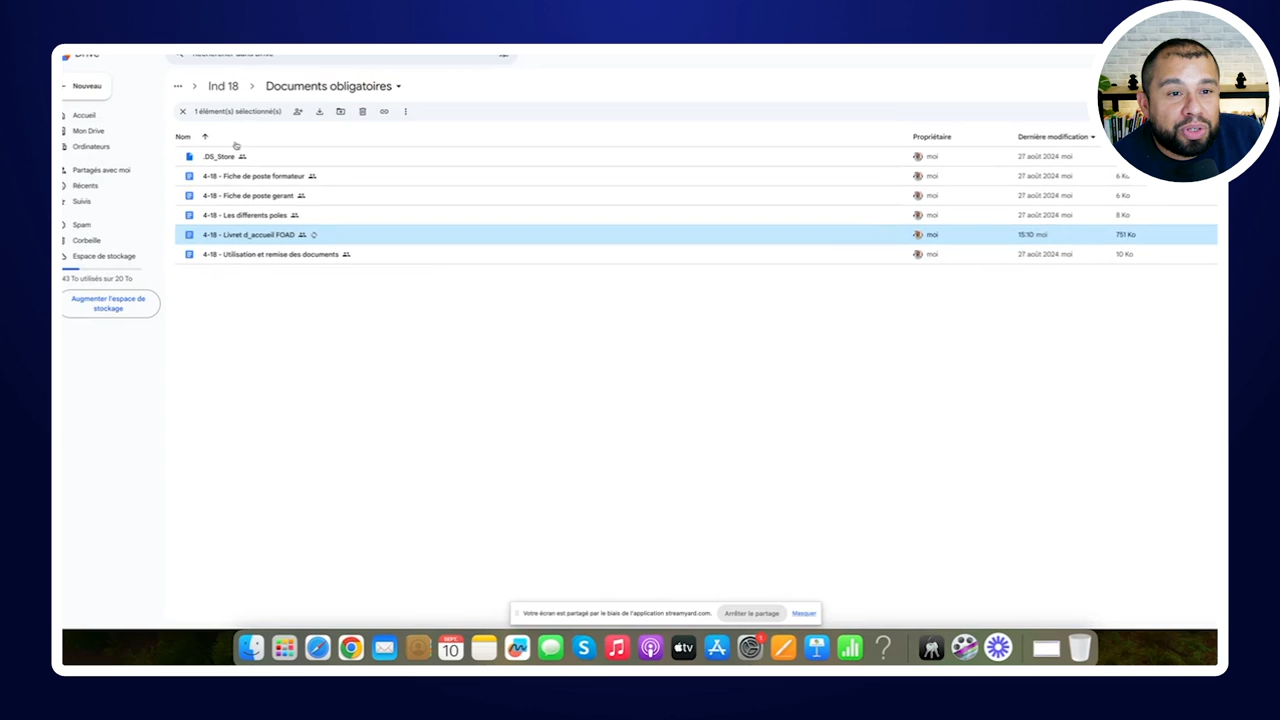 Nouveau
Ind 18 > Documents obligatoires
1 élément(s) sélectionné(s)
Accueil
Mon Drive
Ordinateurs
Partagés avec moi
Récents
Suivis
Spam
Corbeille
Espace de stockage
43 To utilisés sur 20 To
Augmenter l'espace de
stockage
Nom Propriétaire Dernière modification
.DS_Store moi 27 août 2024 moi
4-18 - Fiche de poste formateur moi 27 août 2024 moi 6 Ko
4-18 - Fiche de poste gerant moi 27 août 2024 moi 6 Ko
4-18 - Les differents poles moi 27 août 2024 moi 8 Ko
4-18 - Livret d_accueil FOAD moi 15:10 moi 751 Ko
4-18 - Utilisation et remise des documents moi 27 août 2024 moi 10 Ko
Votre écran est partagé par le biais de l'application streamyard.com. Arrêter le partage Masquer
SEPT.
10
tv
1